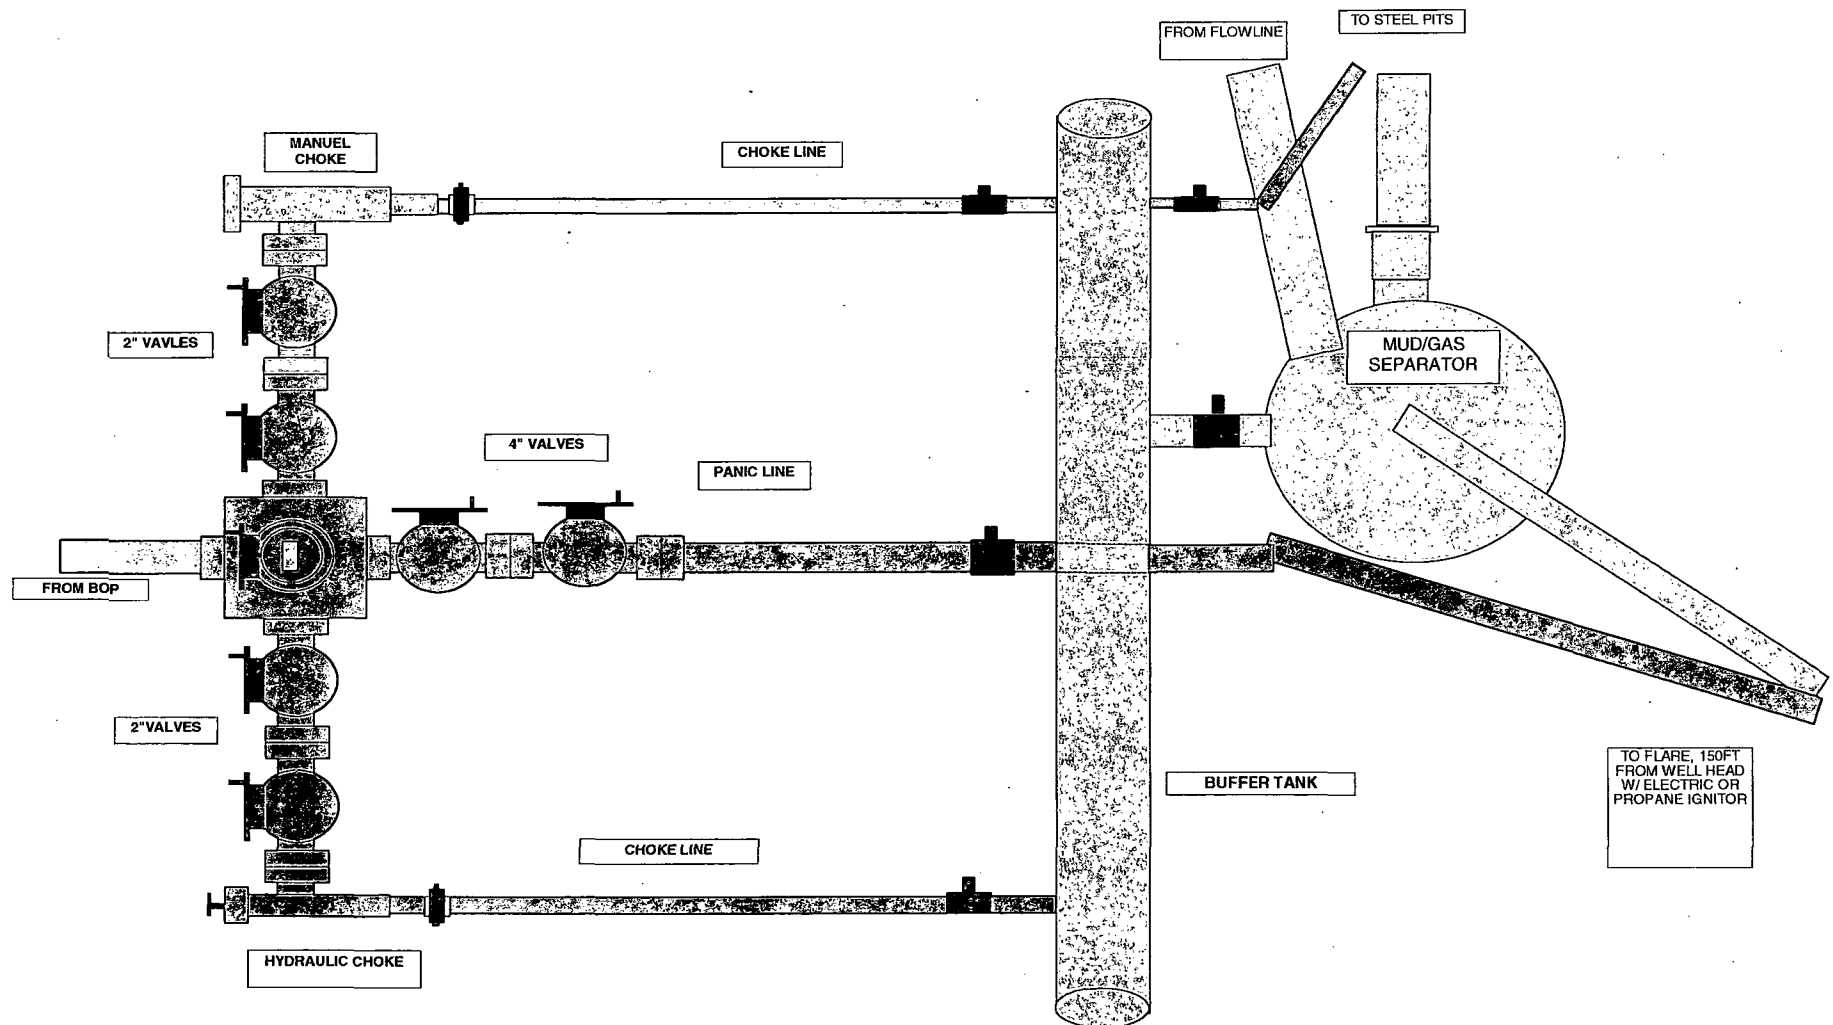 FROM FLOWLINE
TO STEEL PITS
MANUEL
CHOKE
CHOKE LINE
2" VAVLES
MUD/GAS
SEPARATOR
4" VALVES
PANIC LINE
FROM BOP
2"VALVES
BUFFER TANK
TO FLARE, 150FT
FROM WELL HEAD
W/ ELECTRIC OR
PROPANE IGNITOR
CHOKE LINE
HYDRAULIC CHOKE